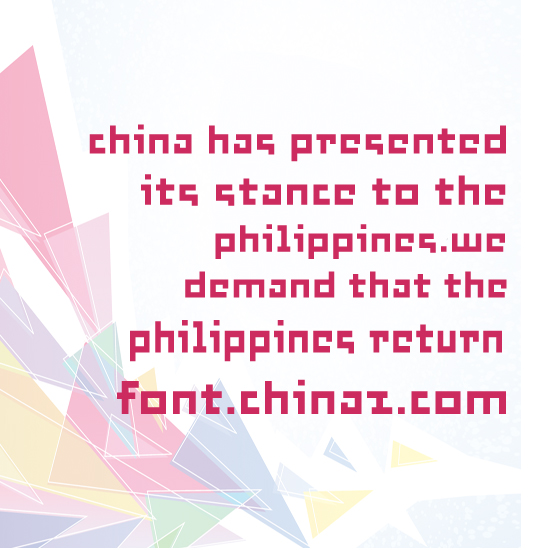 china has presented
its stance to the
philippines.we
demand that the
philippines return
font.chinaz.com